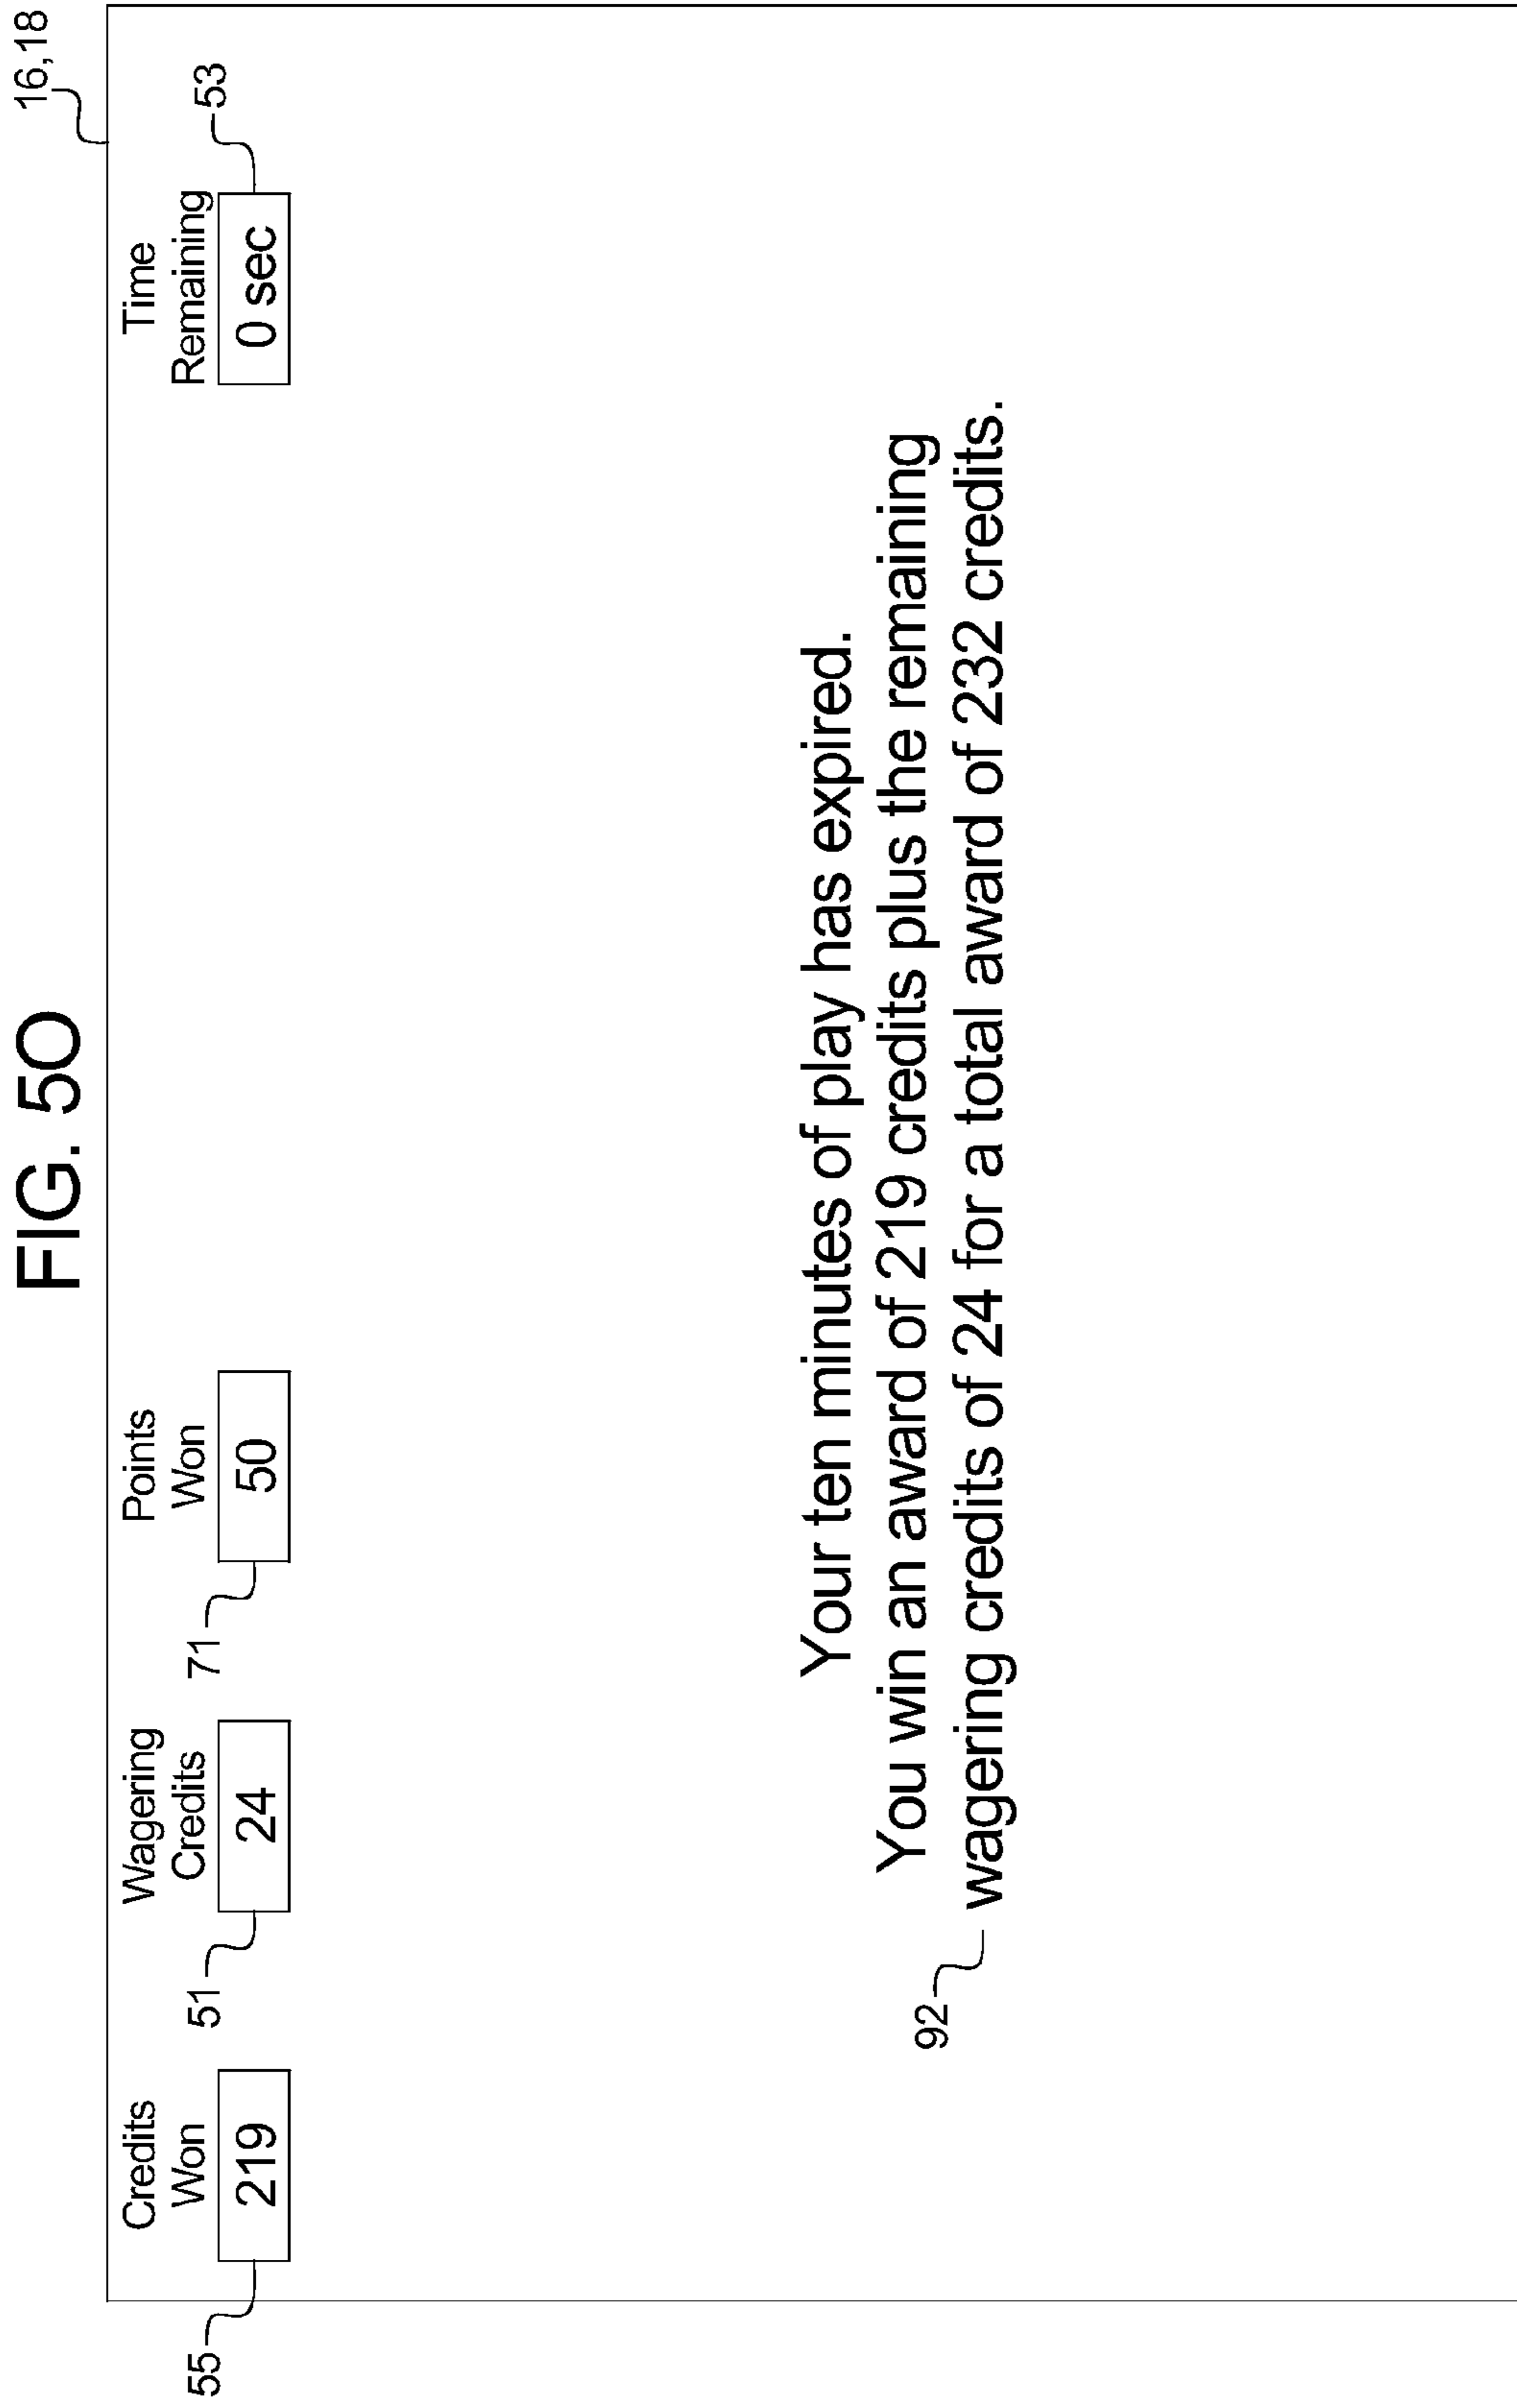 FIG. 5O
16,18
Credits
Won
219
55
Wagering
Credits
24
51
Points
Won
50
71
Time
Remaining
0 sec
53
Your ten minutes of play has expired.
You win an award of 219 credits plus the remaining
wagering credits of 24 for a total award of 232 credits.
92